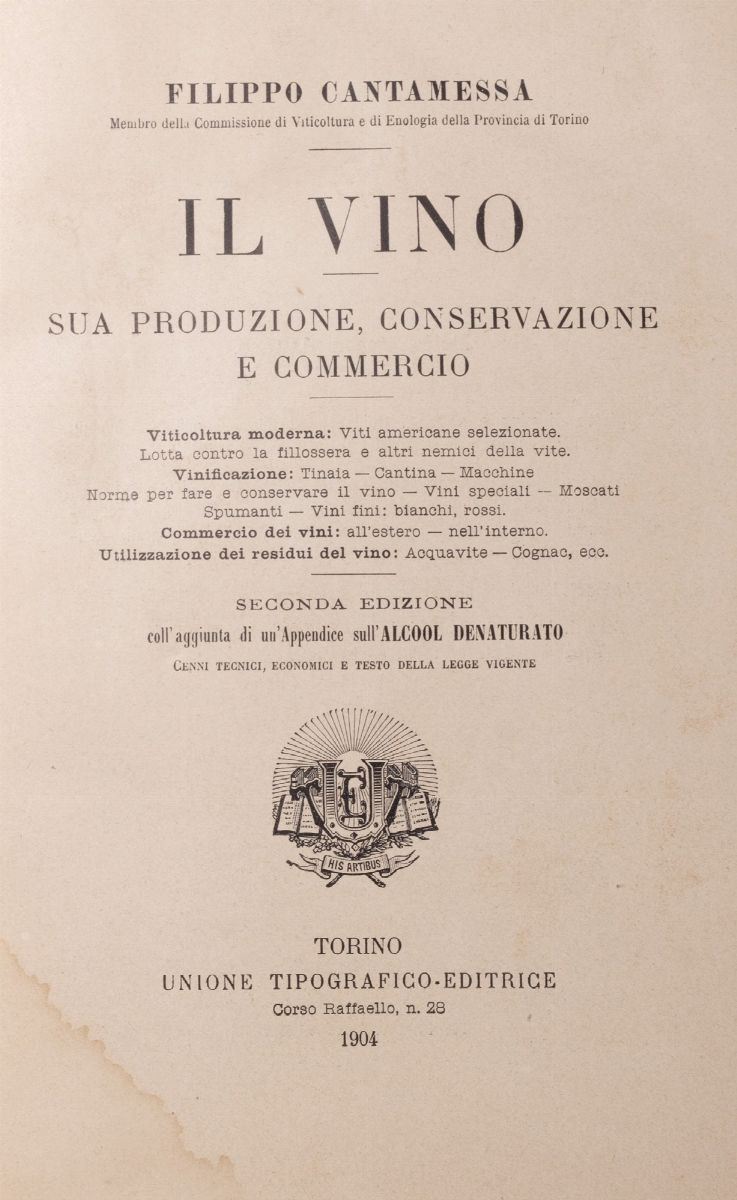 FILIPPO CANTAMESSA
Membro della Commissione di Viticoltura e di Enologia della Provincia di Torino
IL VINO
SUA PRODUZIONE, CONSERVAZIONE
E COMMERCIO
Viticoltura moderna: Viti americane selezionate.
Lotta contro la fillossera e altri nemici della vite.
Vinificazione: Tinaia — Cantina — Macchine
Norme per fare e conservare il vino — Vini speciali — Moscati
Spumanti — Vini fini: bianchi, rossi.
Commercio dei vini: all'estero — nell'interno.
Utilizzazione dei residui del vino: Acquavite — Cognac, ecc.
SECONDA EDIZIONE
coll'aggiunta di un'Appendice sull'ALCOOL DENATURATO
CENNI TECNICI, ECONOMICI E TESTO DELLA LEGGE VIGENTE
UTET
HIS ARTIBUS
TORINO
UNIONE TIPOGRAFICO-EDITRICE
Corso Raffaello, n. 28
1904